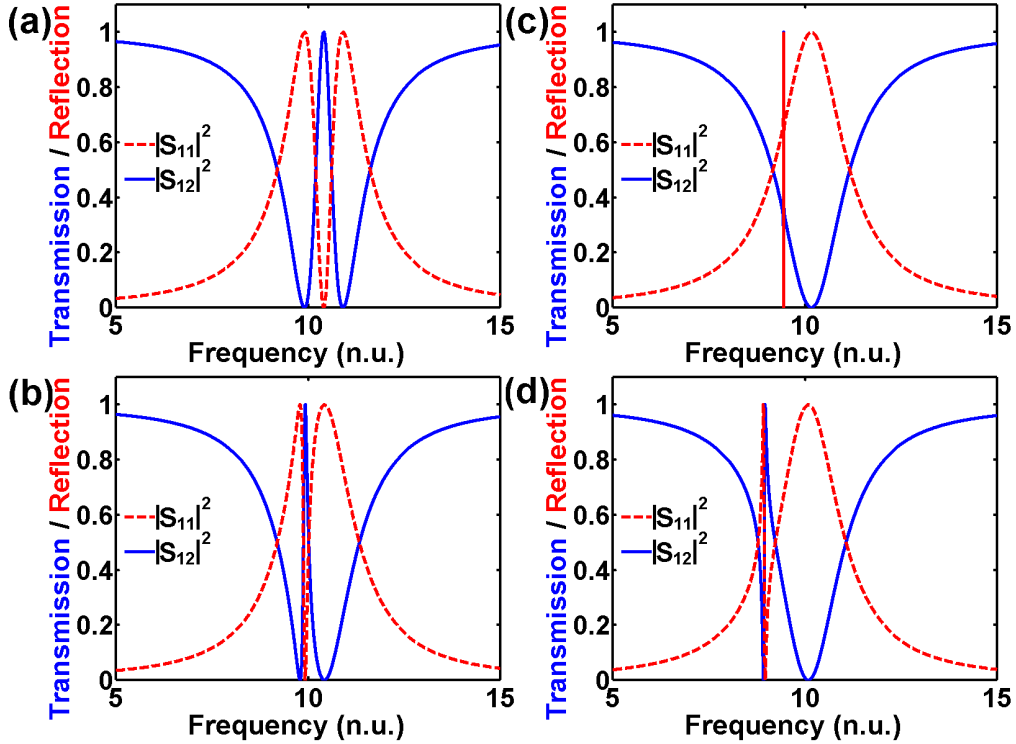 (a)
Transmission / Reflection
1
0.8
0.6
0.4
0.2
0
|S11|2
|S12|2
5
10
15
Frequency (n.u.)
(c)
Transmission / Reflection
1
0.8
0.6
0.4
0.2
0
|S11|2
|S12|2
5
10
15
Frequency (n.u.)
(b)
Transmission / Reflection
1
0.8
0.6
0.4
0.2
0
|S11|2
|S12|2
5
10
15
Frequency (n.u.)
(d)
Transmission / Reflection
1
0.8
0.6
0.4
0.2
0
|S11|2
|S12|2
5
10
15
Frequency (n.u.)